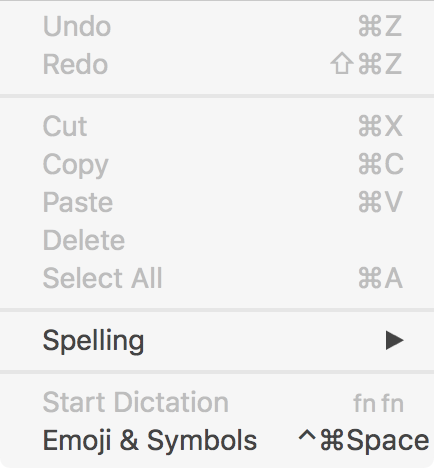 Undo ⌘Z
Redo ⇧⌘Z
Cut ⌘X
Copy ⌘C
Paste ⌘V
Delete
Select All ⌘A
Spelling ▶
Start Dictation fn fn
Emoji & Symbols ^⌘Space